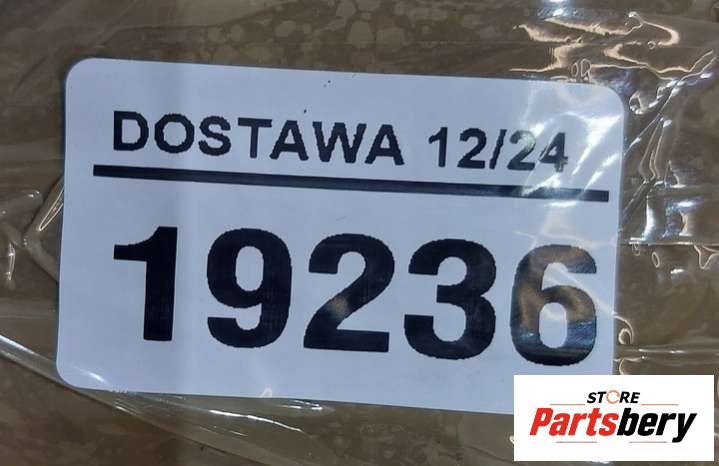 DOSTAWA 12/24
19236
STORE
Partsbery